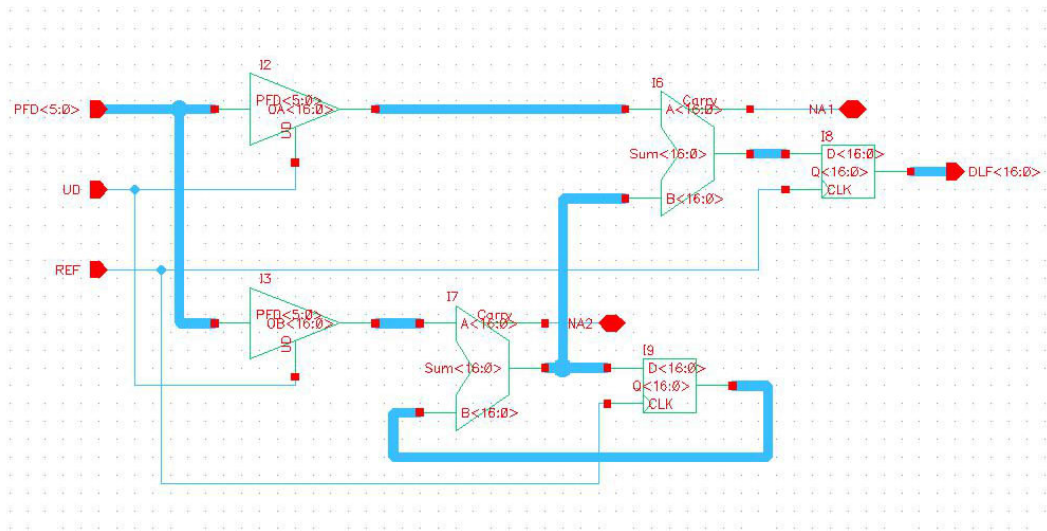 I2
PFD<5:0>
PFD<5:0>
OA<16:0>
UD
I6
Carry
A<16:0>
NA1
Sum<16:0>
B<16:0>
I8
D<16:0>
Q<16:0>
CLK
DLF<16:0>
UD
REF
I3
PFD<5:0>
OB<16:0>
UD
I7
Carry
A<16:0>
NA2
Sum<16:0>
B<16:0>
I9
D<16:0>
Q<16:0>
CLK